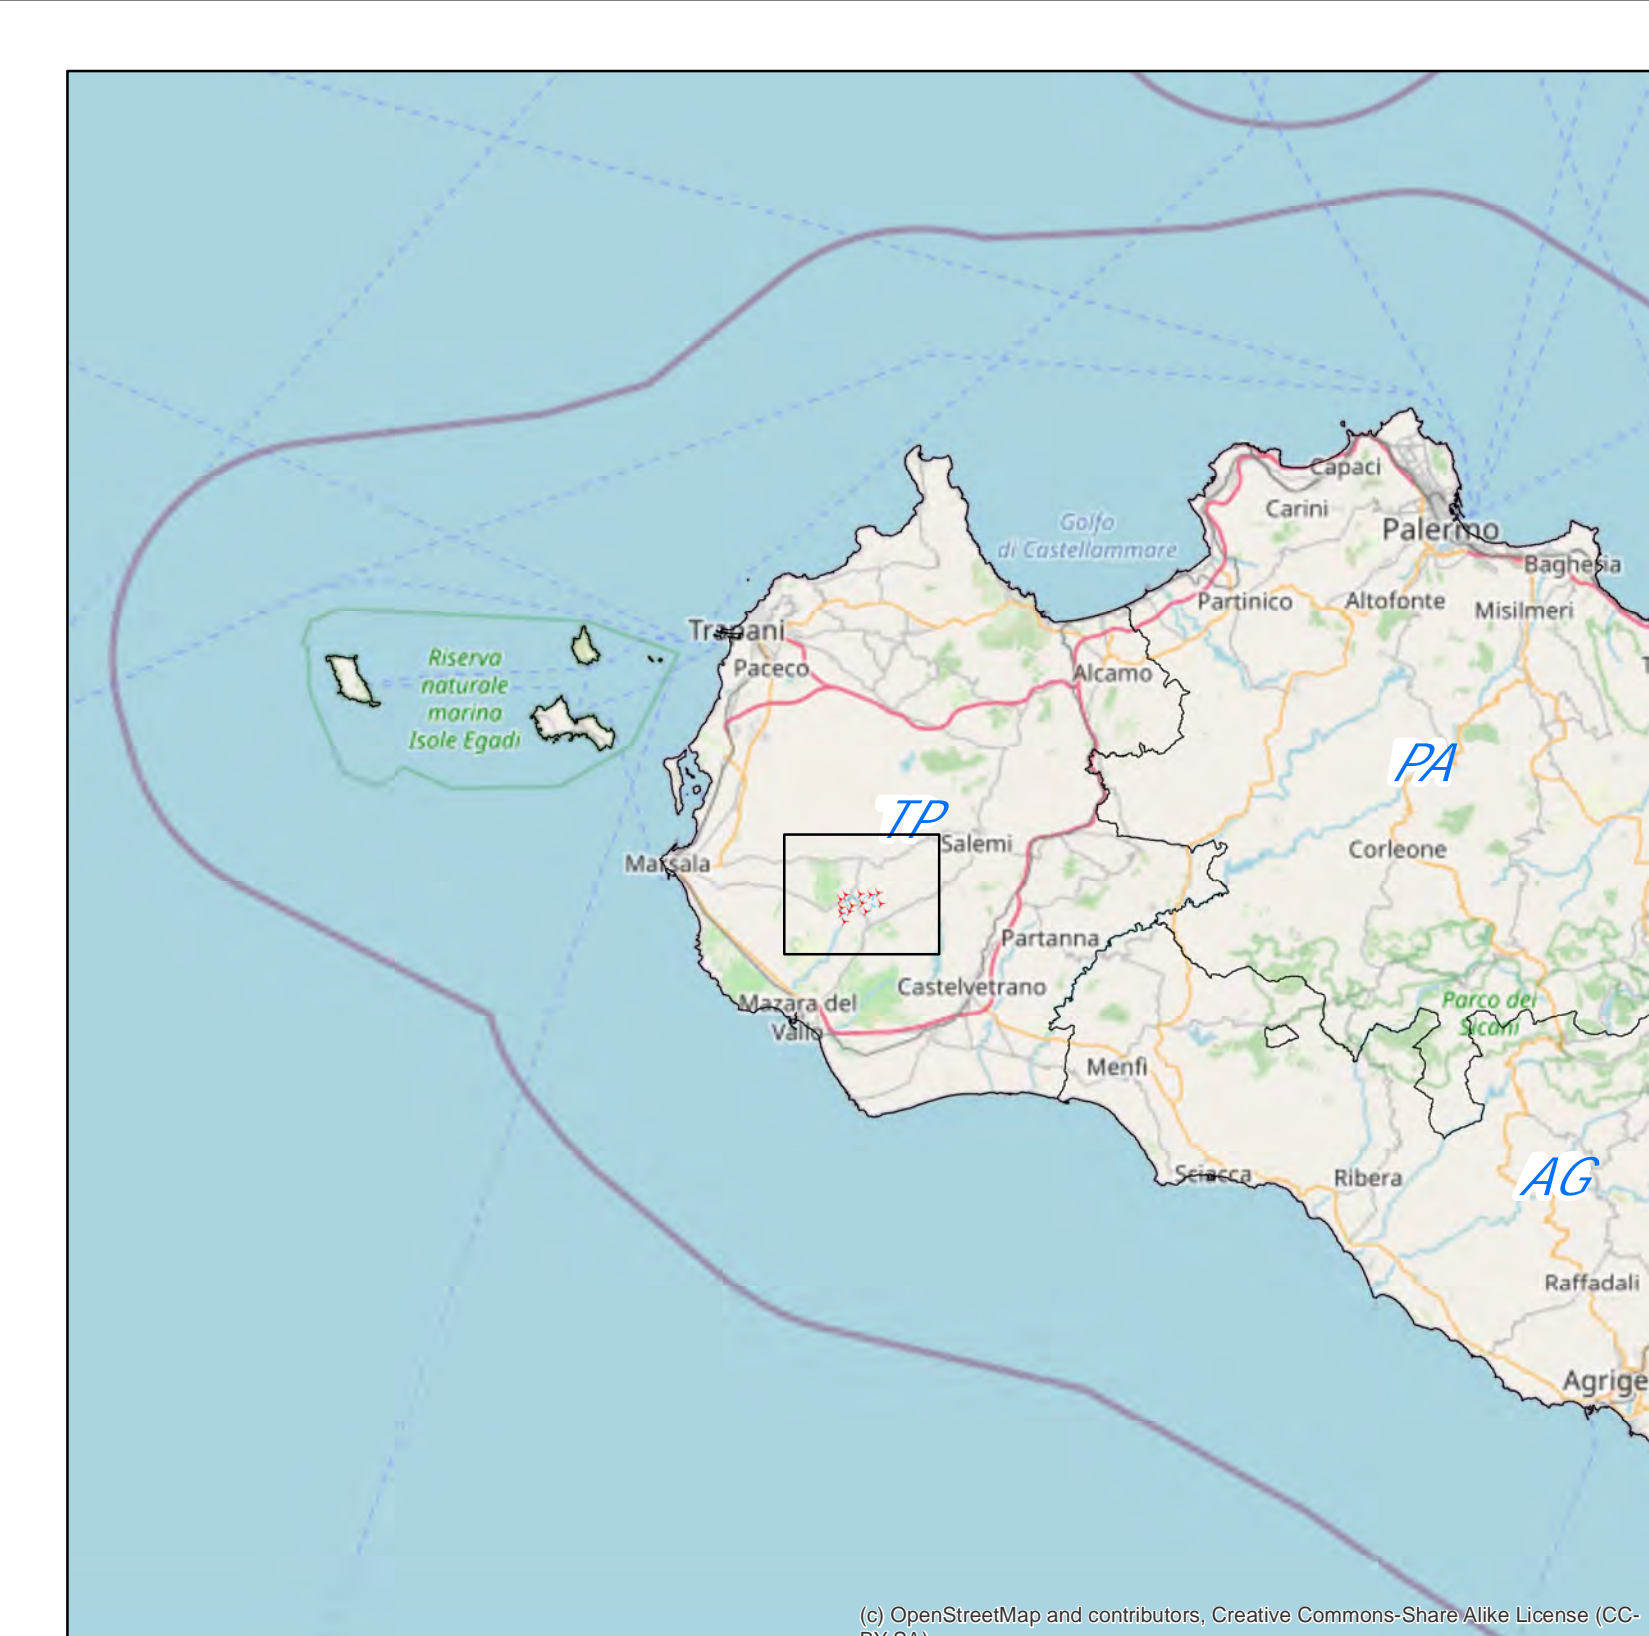 Capaci
Carini
Golfo
di Castellammare
Palermo
Bagheria
Partinico
Altofonte
Misilmeri
Trapani
Paceco
Alcamo
Riserva
naturale
marina
Isole Egadi
PA
TP
Salemi
Corleone
Marsala
Partanna
Castelvetrano
Mazara del
Vallo
Parco dei
Sicani
Menfi
Sciacca
Ribera
AG
Raffadali
Agrige
(c) OpenStreetMap and contributors, Creative Commons-Share Alike License (CC-